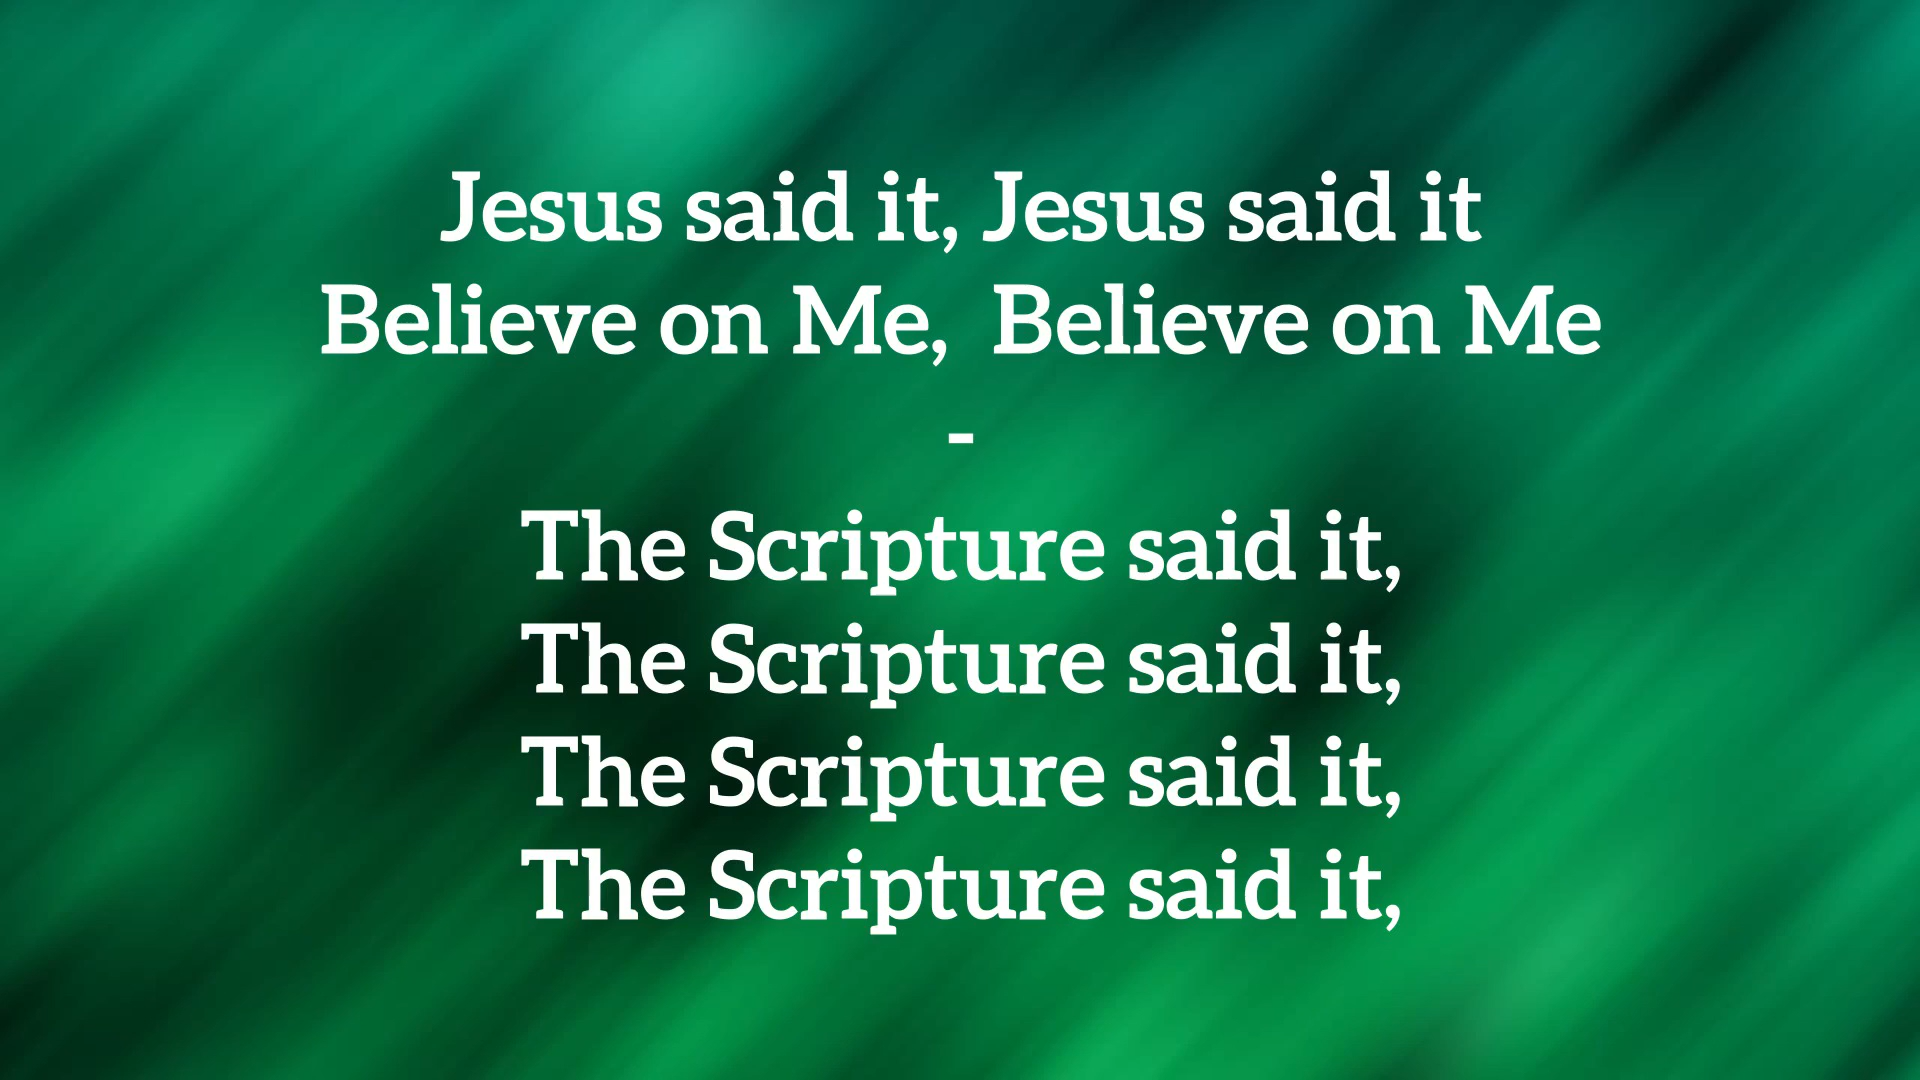 Jesus said it, Jesus said it
Believe on Me,  Believe on Me
-
The Scripture said it,
The Scripture said it,
The Scripture said it,
The Scripture said it,